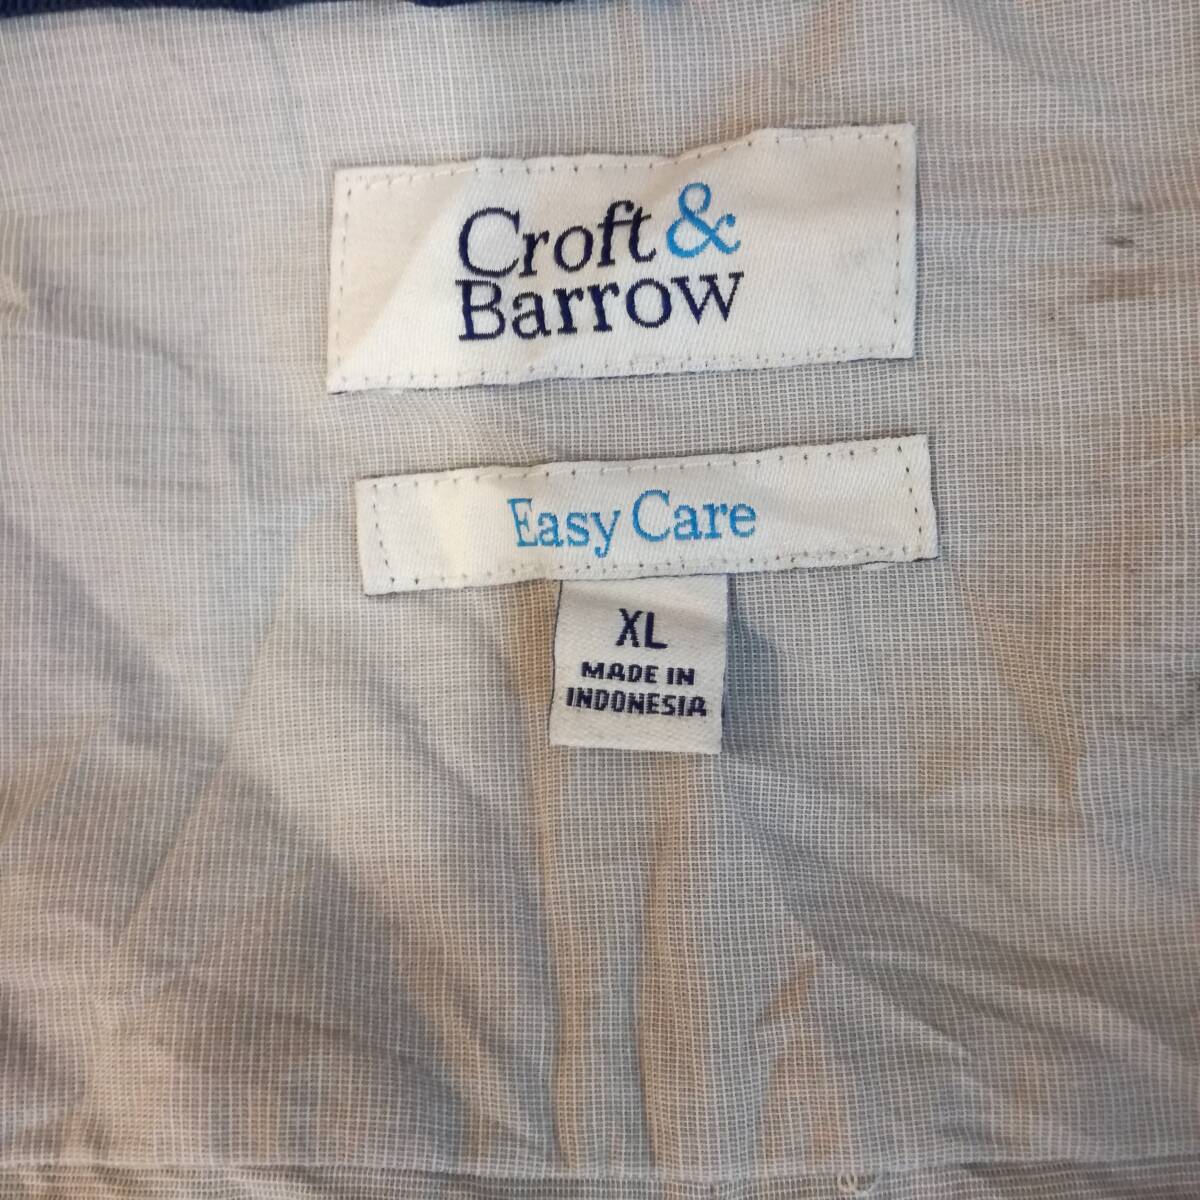 Croft &
Barrow
Easy Care
XL
MADE IN
INDONESIA